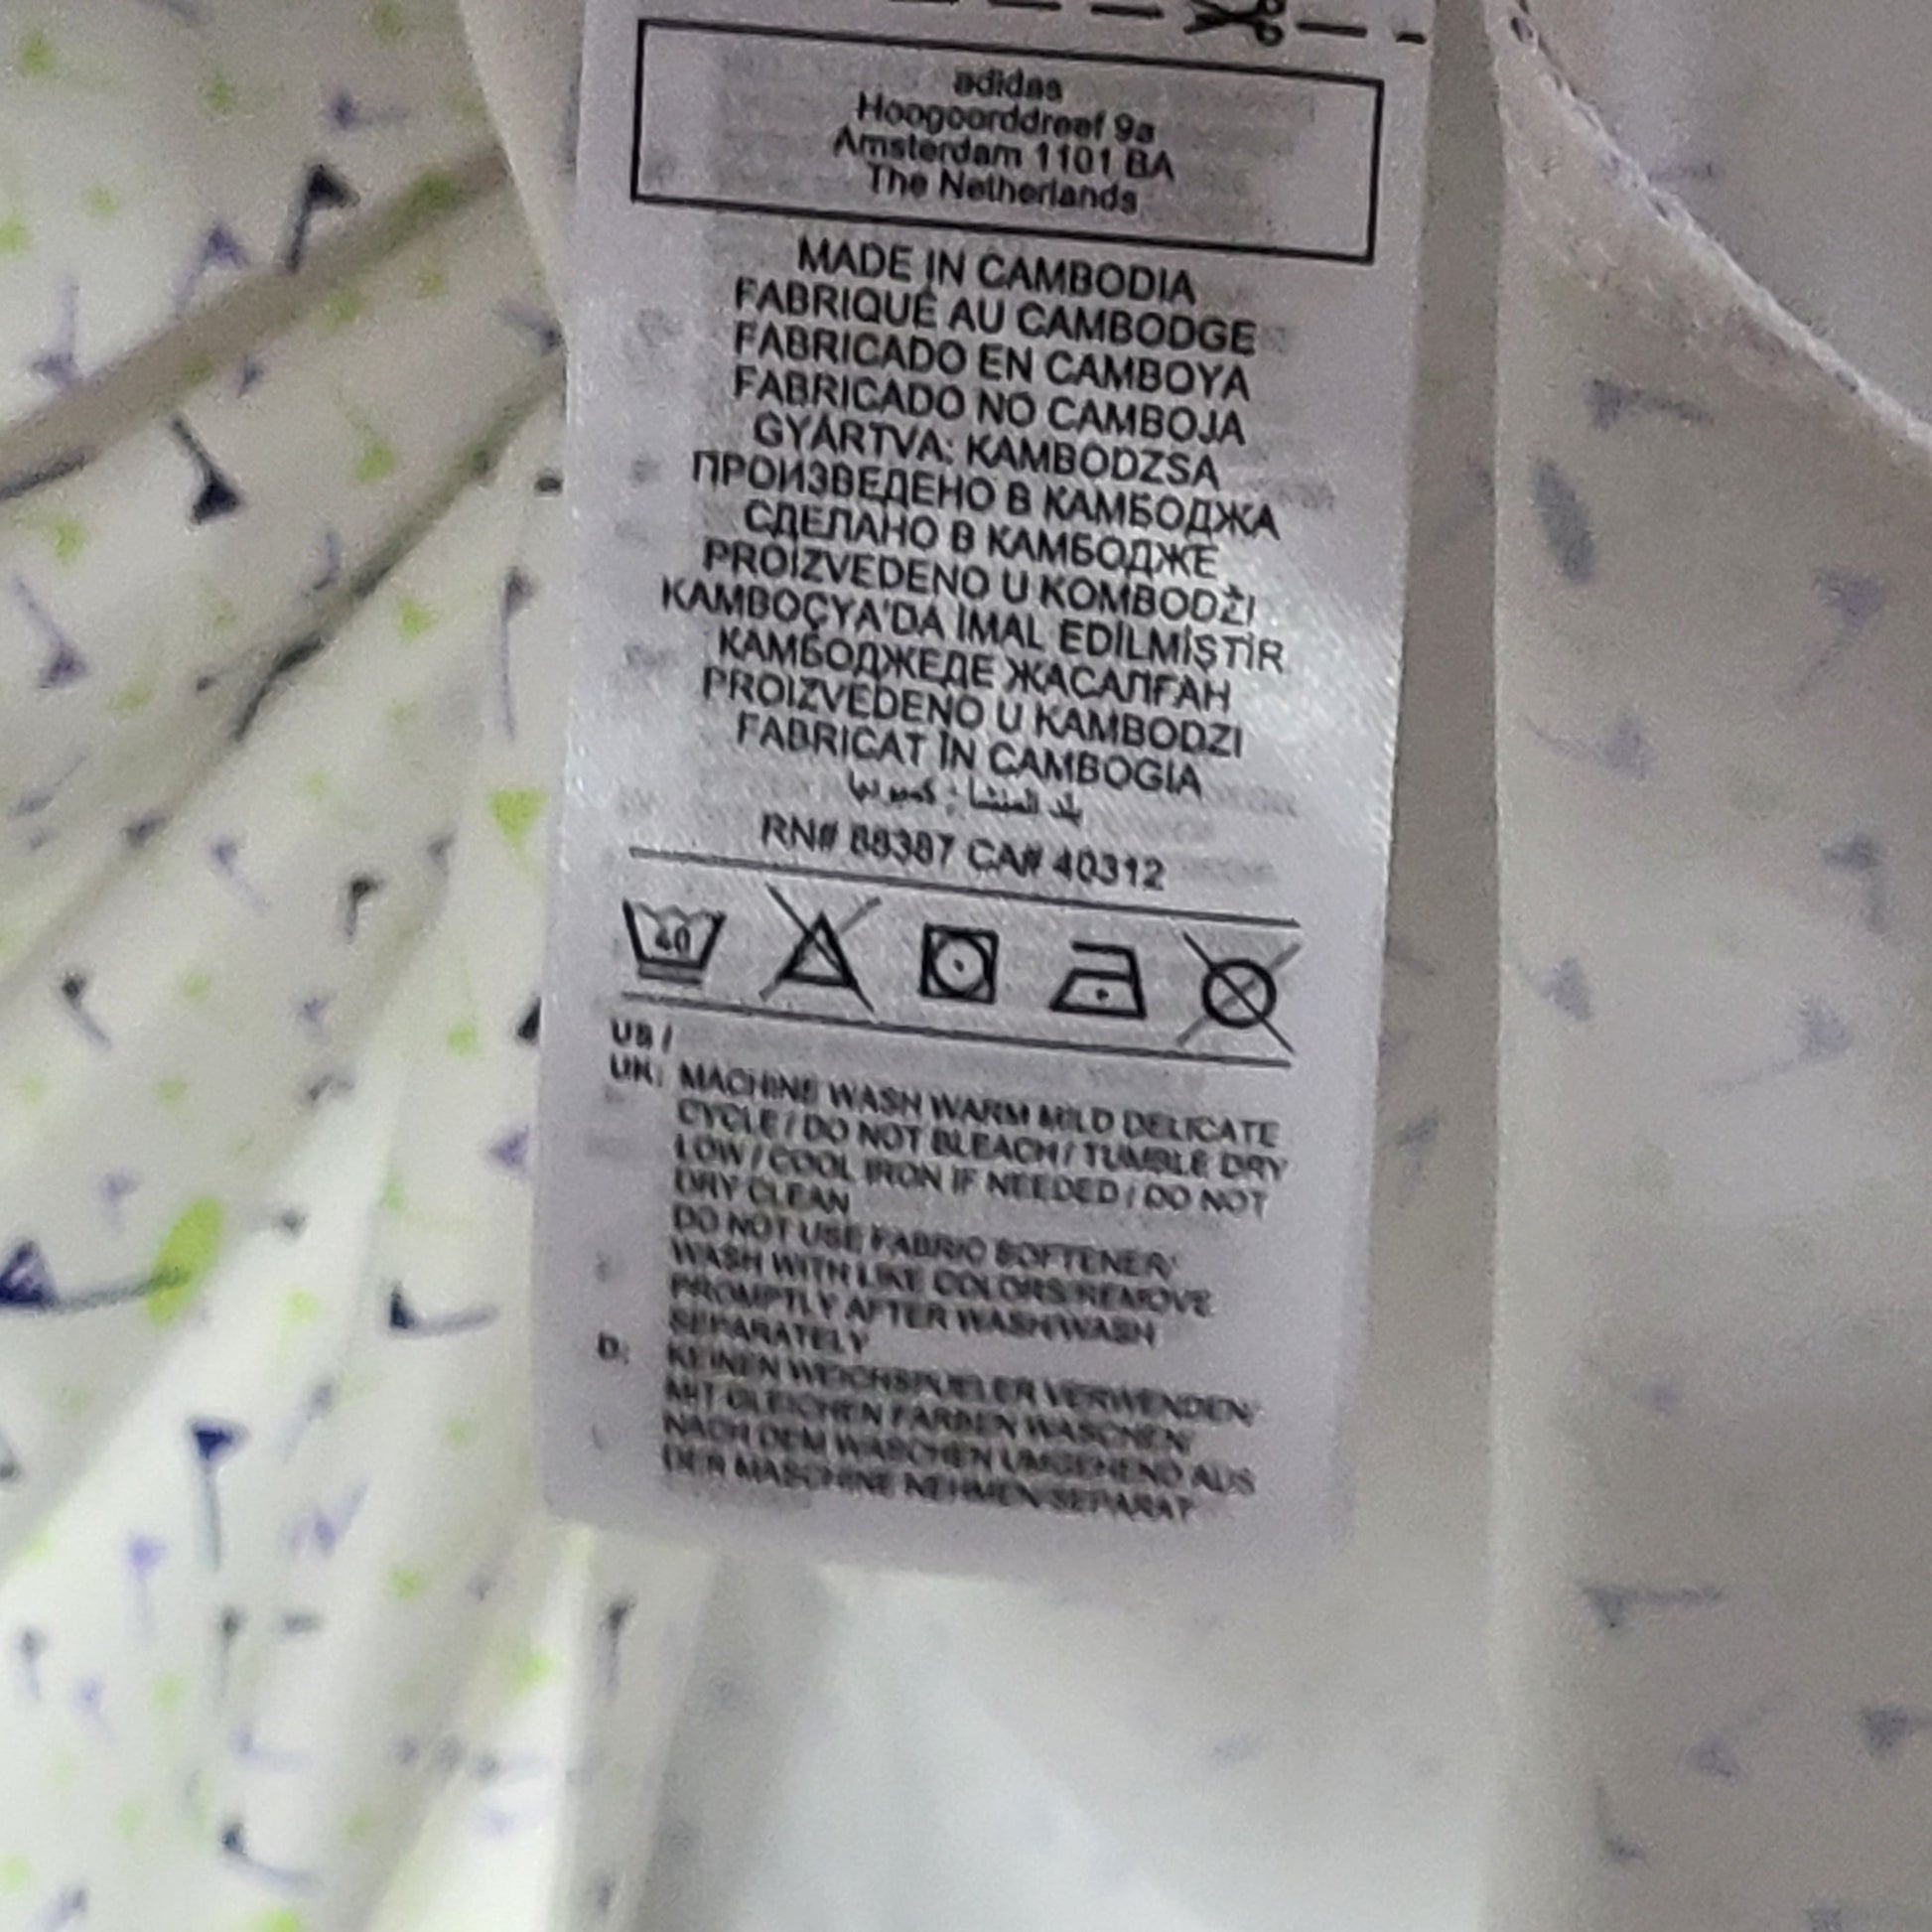 adidas
Hoogoorddreef 9a
Amsterdam 1101 BA
The Netherlands
MADE IN CAMBODIA
FABRIQUÉ AU CAMBODGE
FABRICADO EN CAMBOYA
FABRICADO NO CAMBOJA
GYÁRTVA: KAMBODZSA
ПРОИЗВЕДЕНО В КАМБОДЖА
СДЕЛАНО В КАМБОДЖЕ
PROIZVEDENO U KOMBODŽI
KAMBOÇYA'DA İMAL EDİLMİŞTİR
КАМБОДЖЕДЕ ЖАСАЛҒАН
PROIZVEDENO U KAMBODZI
FABRICAT ÎN CAMBOGIA
بلد المنشا : كمبوديا
RN# 88387 CA# 40312
40
US /
UK: MACHINE WASH WARM MILD DELICATE
CYCLE / DO NOT BLEACH / TUMBLE DRY
LOW / COOL IRON IF NEEDED / DO NOT
DRY CLEAN
DO NOT USE FABRIC SOFTENER/
WASH WITH LIKE COLORS/REMOVE
PROMPTLY AFTER WASH/WASH
SEPARATELY
D: KEINEN WEICHSPUELER VERWENDEN/
MIT GLEICHEN FARBEN WASCHEN/
NACH DEM WASCHEN UMGEHEND AUS
DER MASCHINE NEHMEN/SEPARAT